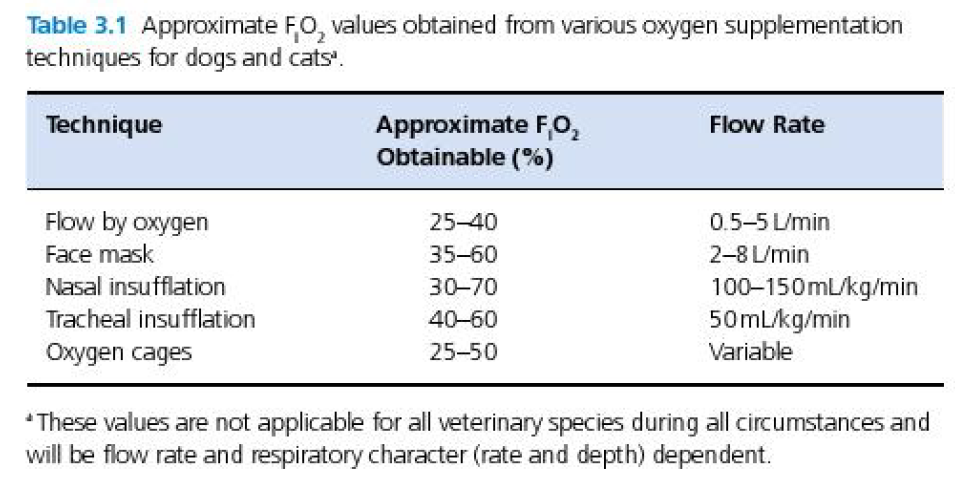 Table 3.1 Approximate FIO2 values obtained from various oxygen supplementation
techniques for dogs and catsª.
Technique Approximate FIO2 Flow Rate
Obtainable (%)
Flow by oxygen 25–40 0.5–5 L/min
Face mask 35–60 2–8 L/min
Nasal insufflation 30–70 100–150 mL/kg/min
Tracheal insufflation 40–60 50 mL/kg/min
Oxygen cages 25–50 Variable
ª These values are not applicable for all veterinary species during all circumstances and
will be flow rate and respiratory character (rate and depth) dependent.